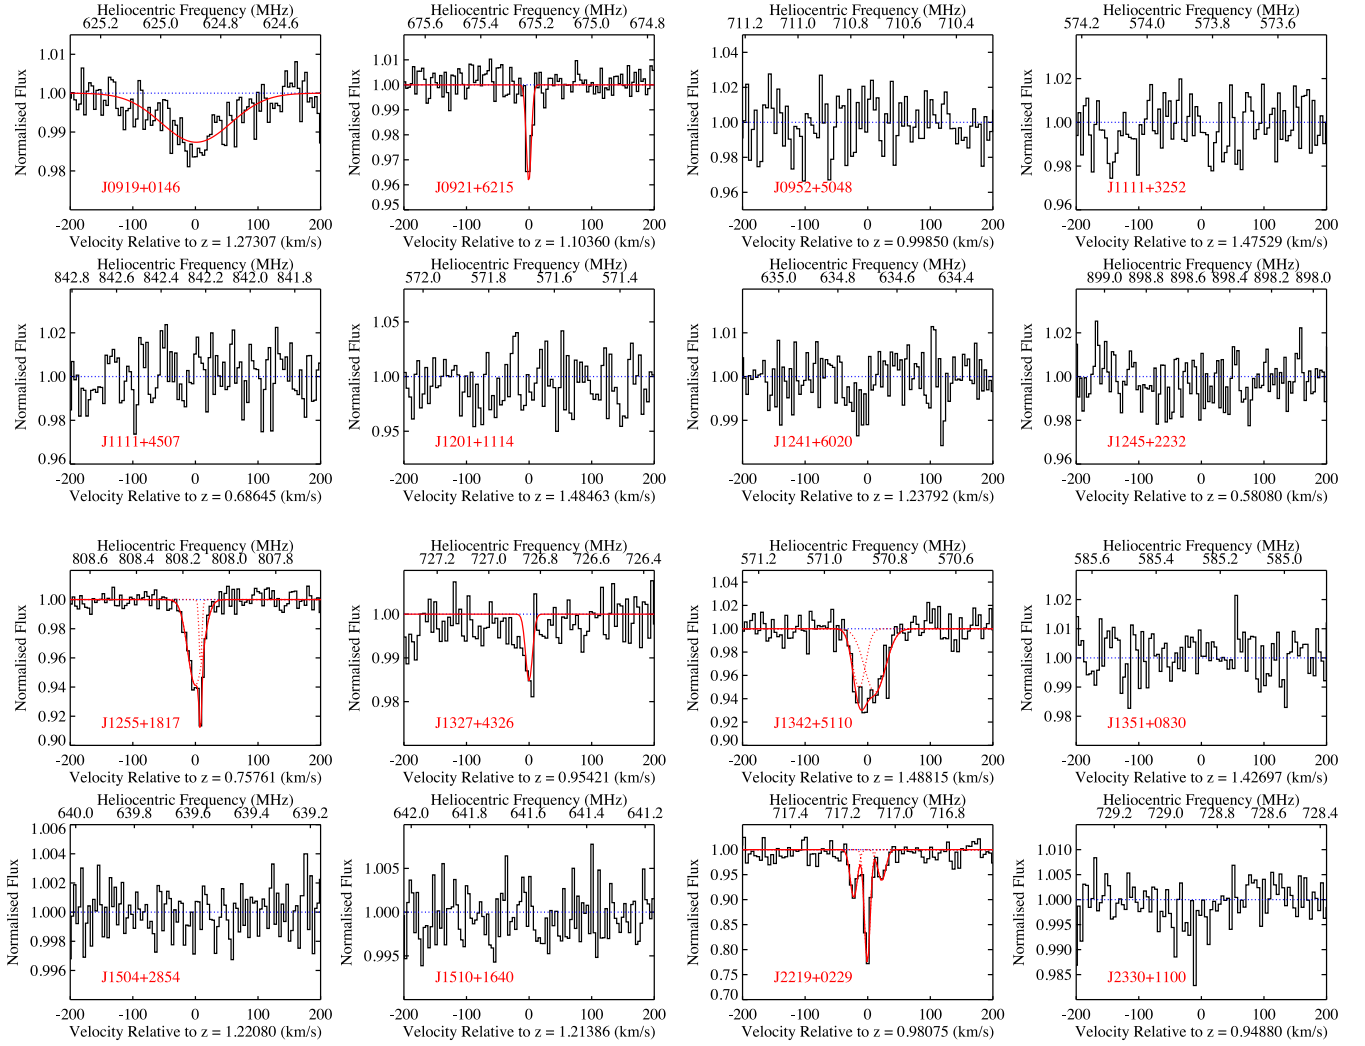 Heliocentric Frequency (MHz)
625.2 625.0 624.8 624.6
Normalised Flux
1.01
1.00
0.99
0.98
J0919+0146
-200 -100 0 100 200
Velocity Relative to z = 1.27307 (km/s)
Heliocentric Frequency (MHz)
675.6 675.4 675.2 675.0 674.8
Normalised Flux
1.01
1.00
0.99
0.98
0.97
0.96
0.95
J0921+6215
-200 -100 0 100 200
Velocity Relative to z = 1.10360 (km/s)
Heliocentric Frequency (MHz)
711.2 711.0 710.8 710.6 710.4
Normalised Flux
1.04
1.02
1.00
0.98
0.96
J0952+5048
-200 -100 0 100 200
Velocity Relative to z = 0.99850 (km/s)
Heliocentric Frequency (MHz)
574.2 574.0 573.8 573.6
Normalised Flux
1.02
1.00
0.98
0.96
J1111+3252
-200 -100 0 100 200
Velocity Relative to z = 1.47529 (km/s)
Heliocentric Frequency (MHz)
842.8 842.6 842.4 842.2 842.0 841.8
Normalised Flux
1.02
1.00
0.98
0.96
J1111+4507
-200 -100 0 100 200
Velocity Relative to z = 0.68645 (km/s)
Heliocentric Frequency (MHz)
572.0 571.8 571.6 571.4
Normalised Flux
1.05
1.00
0.95
J1201+1114
-200 -100 0 100 200
Velocity Relative to z = 1.48463 (km/s)
Heliocentric Frequency (MHz)
635.0 634.8 634.6 634.4
Normalised Flux
1.01
1.00
0.99
J1241+6020
-200 -100 0 100 200
Velocity Relative to z = 1.23792 (km/s)
Heliocentric Frequency (MHz)
899.0 898.8 898.6 898.4 898.2 898.0
Normalised Flux
1.02
1.00
0.98
0.96
J1245+2232
-200 -100 0 100 200
Velocity Relative to z = 0.58080 (km/s)
Heliocentric Frequency (MHz)
808.6 808.4 808.2 808.0 807.8
Normalised Flux
1.00
0.98
0.96
0.94
0.92
0.90
J1255+1817
-200 -100 0 100 200
Velocity Relative to z = 0.75761 (km/s)
Heliocentric Frequency (MHz)
727.2 727.0 726.8 726.6 726.4
Normalised Flux
1.00
0.99
0.98
J1327+4326
-200 -100 0 100 200
Velocity Relative to z = 0.95421 (km/s)
Heliocentric Frequency (MHz)
571.2 571.0 570.8 570.6
Normalised Flux
1.04
1.02
1.00
0.98
0.96
0.94
0.92
0.90
J1342+5110
-200 -100 0 100 200
Velocity Relative to z = 1.48815 (km/s)
Heliocentric Frequency (MHz)
585.6 585.4 585.2 585.0
Normalised Flux
1.02
1.01
1.00
0.99
0.98
J1351+0830
-200 -100 0 100 200
Velocity Relative to z = 1.42697 (km/s)
Heliocentric Frequency (MHz)
640.0 639.8 639.6 639.4 639.2
Normalised Flux
1.006
1.004
1.002
1.000
0.998
0.996
J1504+2854
-200 -100 0 100 200
Velocity Relative to z = 1.22080 (km/s)
Heliocentric Frequency (MHz)
642.0 641.8 641.6 641.4 641.2
Normalised Flux
1.005
1.000
0.995
J1510+1640
-200 -100 0 100 200
Velocity Relative to z = 1.21386 (km/s)
Heliocentric Frequency (MHz)
717.4 717.2 717.0 716.8
Normalised Flux
1.00
0.95
0.90
0.85
0.80
0.75
0.70
J2219+0229
-200 -100 0 100 200
Velocity Relative to z = 0.98075 (km/s)
Heliocentric Frequency (MHz)
729.2 729.0 728.8 728.6 728.4
Normalised Flux
1.010
1.005
1.000
0.995
0.990
0.985
J2330+1100
-200 -100 0 100 200
Velocity Relative to z = 0.94880 (km/s)